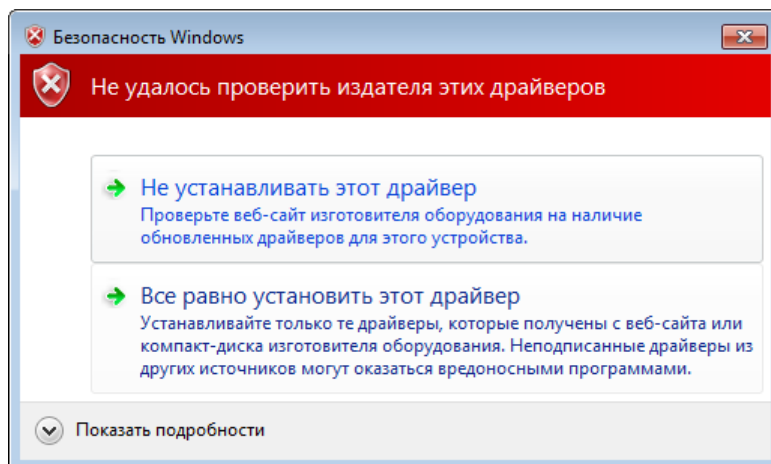 Безопасность Windows
Не удалось проверить издателя этих драйверов
Не устанавливать этот драйвер
Проверьте веб-сайт изготовителя оборудования на наличие
обновленных драйверов для этого устройства.
Все равно установить этот драйвер
Устанавливайте только те драйверы, которые получены с веб-сайта или
компакт-диска изготовителя оборудования. Неподписанные драйверы из
других источников могут оказаться вредоносными программами.
Показать подробности